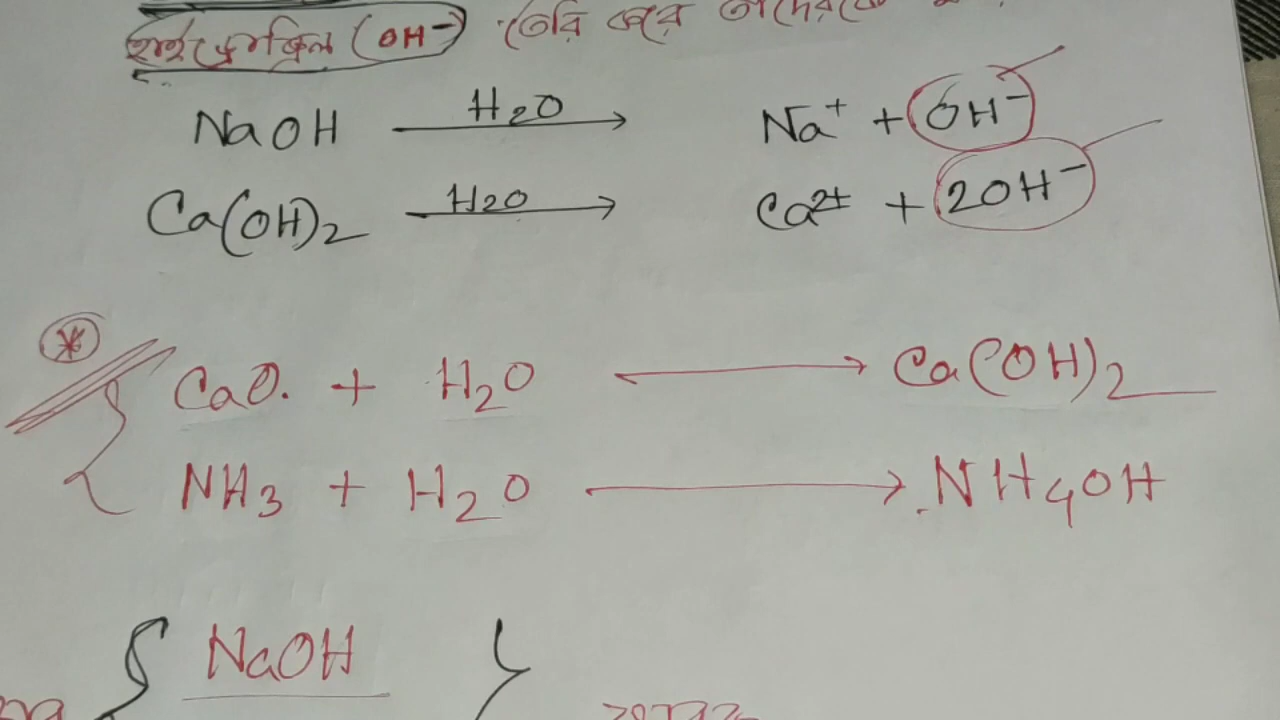 হাইড্রোক্সিল (OH⁻) তৈরি করে তাদেরকে
NaOH —H₂O→ Na⁺ + OH⁻
Ca(OH)₂ —H₂O→ Ca²⁺ + 2OH⁻
CaO. + H₂O ⟷ Ca(OH)₂
NH₃ + H₂O → NH₄OH
{ NaOH }